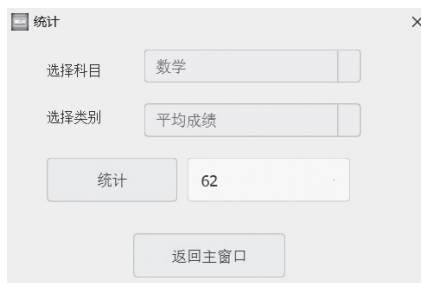 统计
选择科目 数学
选择类别 平均成绩
统计 62
返回主窗口